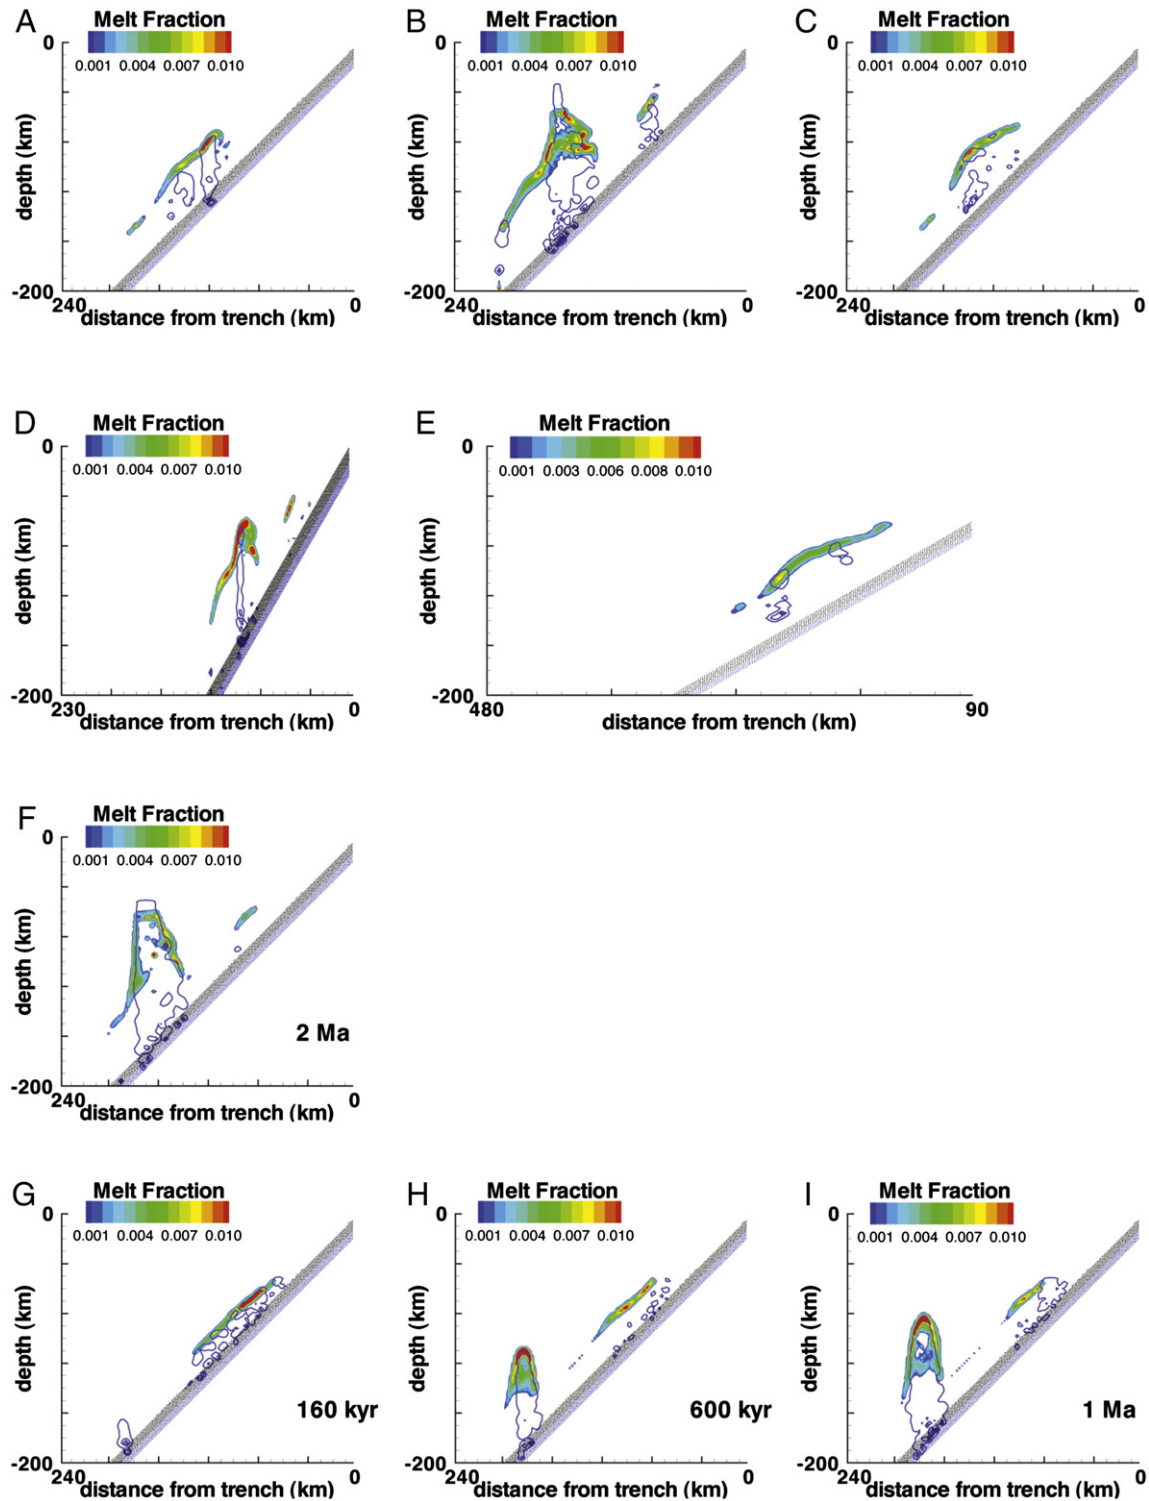 A Melt Fraction
0.001 0.004 0.007 0.010
0
depth (km)
-200
240 0
distance from trench (km)
B Melt Fraction
0.001 0.004 0.007 0.010
0
depth (km)
-200
240 0
distance from trench (km)
C Melt Fraction
0.001 0.004 0.007 0.010
0
depth (km)
-200
240 0
distance from trench (km)
D Melt Fraction
0.001 0.004 0.007 0.010
0
depth (km)
-200
230 0
distance from trench (km)
E Melt Fraction
0.001 0.003 0.006 0.008 0.010
0
depth (km)
-200
480 90
distance from trench (km)
F Melt Fraction
0.001 0.004 0.007 0.010
0
depth (km)
2 Ma
-200
240 0
distance from trench (km)
G Melt Fraction
0.001 0.004 0.007 0.010
0
depth (km)
160 kyr
-200
240 0
distance from trench (km)
H Melt Fraction
0.001 0.004 0.007 0.010
0
depth (km)
600 kyr
-200
240 0
distance from trench (km)
I Melt Fraction
0.001 0.004 0.007 0.010
0
depth (km)
1 Ma
-200
240 0
distance from trench (km)